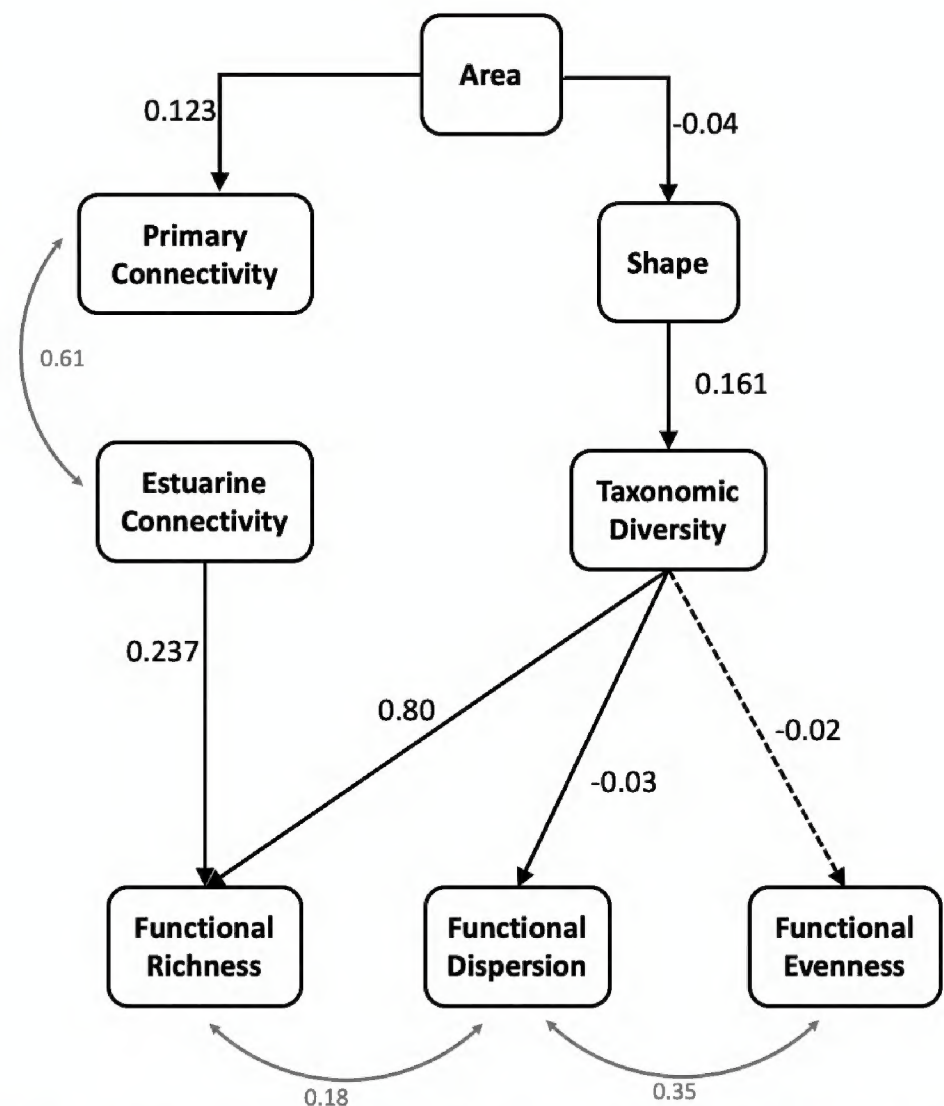 Area
0.123
-0.04
Primary
Connectivity
Shape
0.61
0.161
Estuarine
Connectivity
Taxonomic
Diversity
0.237
0.80
-0.03
-0.02
Functional
Richness
Functional
Dispersion
Functional
Evenness
0.18
0.35